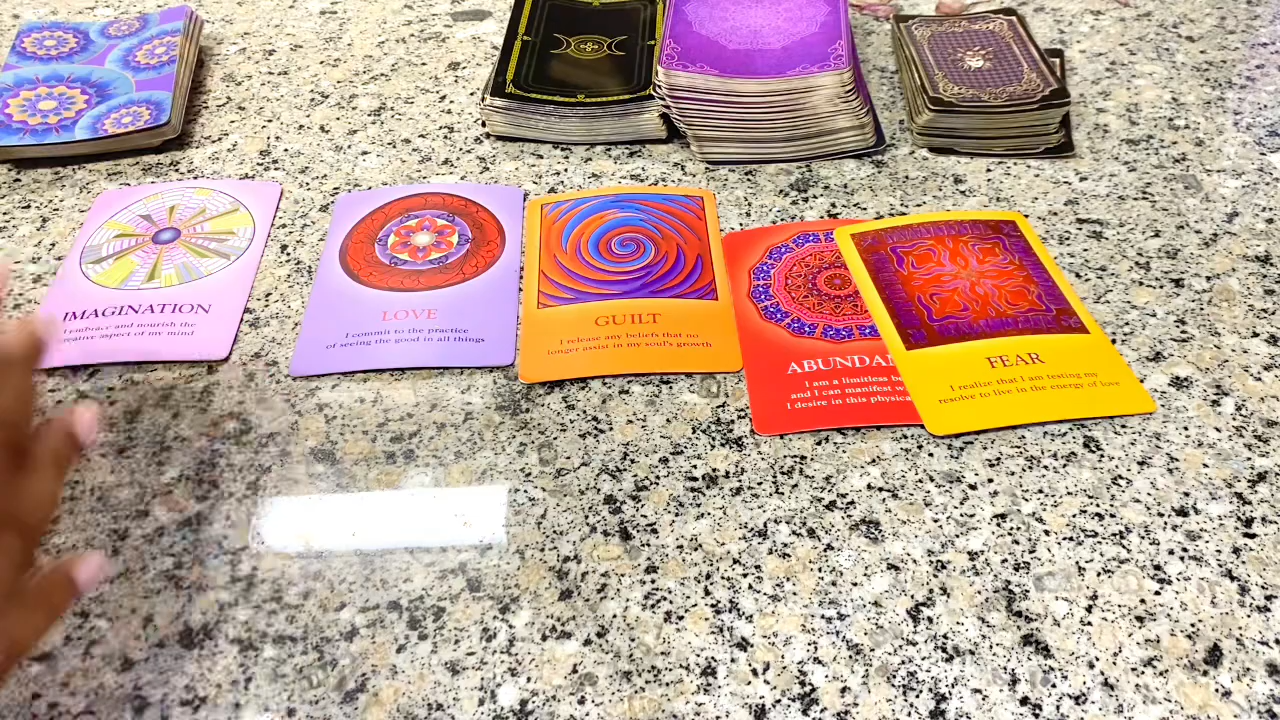 IMAGINATION
I embrace and nourish the
creative aspect of my mind
LOVE
I commit to the practice
of seeing the good in all things
GUILT
I release any beliefs that no
longer assist in my soul's growth
ABUNDAN
I am a limitless be
and I can manifest w
I desire in this physica
FEAR
I realize that I am testing my
resolve to live in the energy of love